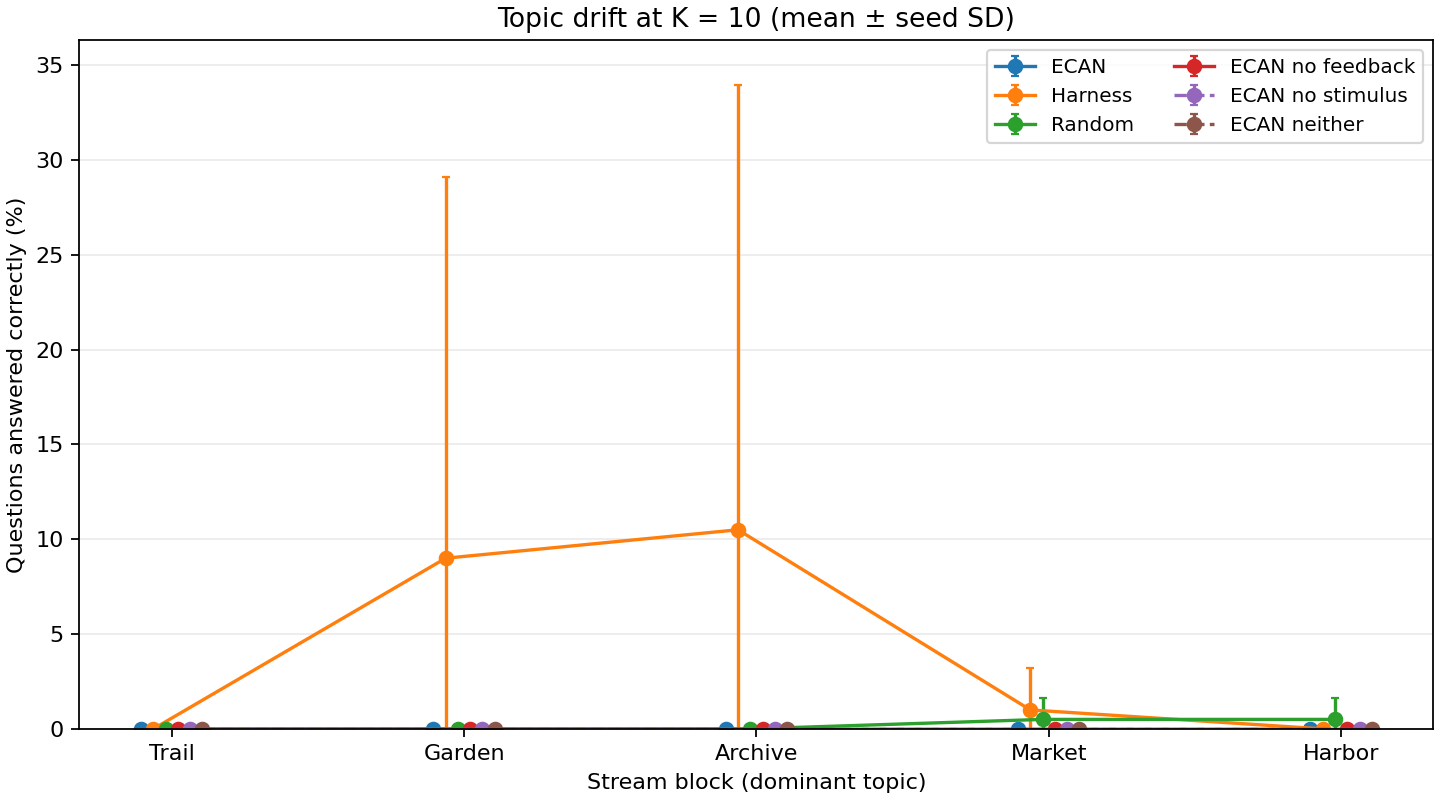 Topic drift at K = 10 (mean ± seed SD)
ECAN
Harness
Random
ECAN no feedback
ECAN no stimulus
ECAN neither
Questions answered correctly (%)
35
30
25
20
15
10
5
0
Trail Garden Archive Market Harbor
Stream block (dominant topic)